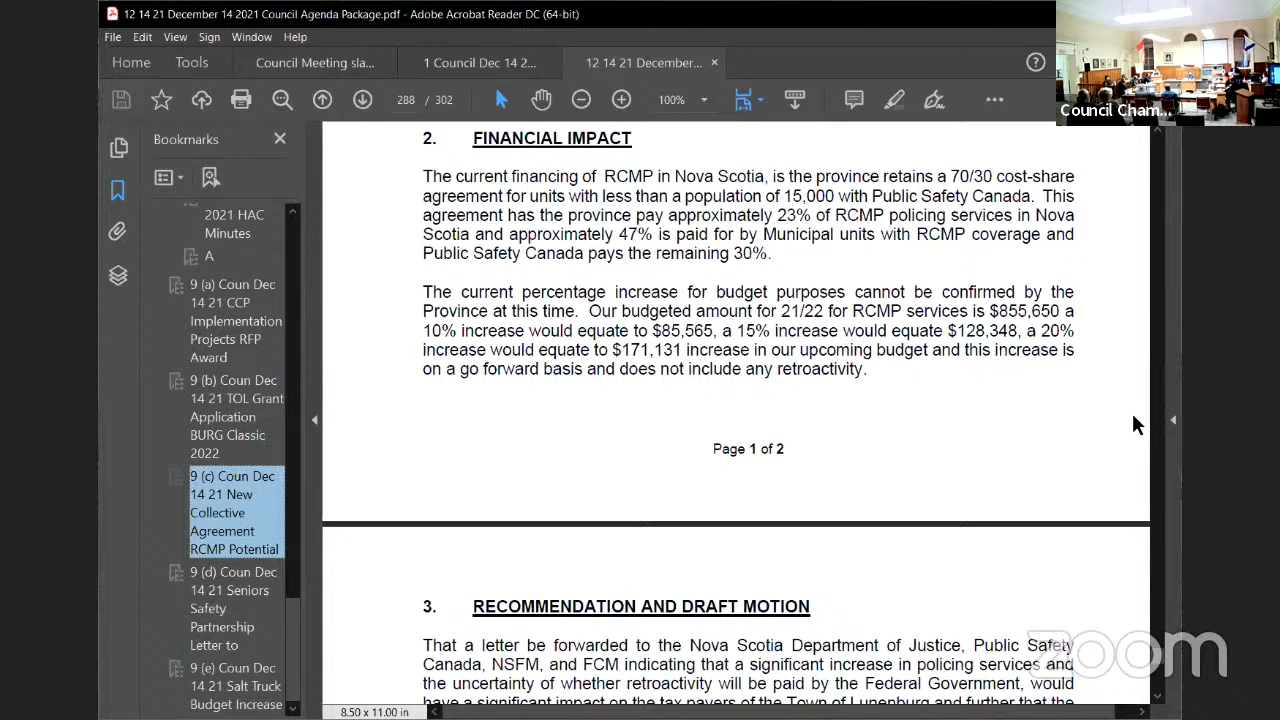 12 14 21 December 14 2021 Council Agenda Package.pdf - Adobe Acrobat Reader DC (64-bit)
File Edit View Sign Window Help
Home Tools Council Meeting sla... 1 Council Dec 14 2... 12 14 21 December...
288 / 302 100%
Council Cham...
Bookmarks
2021 HAC
Minutes
A
9 (a) Coun Dec
14 21 CCP
Implementation
Projects RFP
Award
9 (b) Coun Dec
14 21 TOL Grant
Application
BURG Classic
2022
9 (c) Coun Dec
14 21 New
Collective
Agreement
RCMP Potential
9 (d) Coun Dec
14 21 Seniors
Safety
Partnership
Letter to
9 (e) Coun Dec
14 21 Salt Truck
Budget Increase
2. FINANCIAL IMPACT
The current financing of RCMP in Nova Scotia, is the province retains a 70/30 cost-share
agreement for units with less than a population of 15,000 with Public Safety Canada. This
agreement has the province pay approximately 23% of RCMP policing services in Nova
Scotia and approximately 47% is paid for by Municipal units with RCMP coverage and
Public Safety Canada pays the remaining 30%.
The current percentage increase for budget purposes cannot be confirmed by the
Province at this time. Our budgeted amount for 21/22 for RCMP services is $855,650 a
10% increase would equate to $85,565, a 15% increase would equate $128,348, a 20%
increase would equate to $171,131 increase in our upcoming budget and this increase is
on a go forward basis and does not include any retroactivity.
Page 1 of 2
3. RECOMMENDATION AND DRAFT MOTION
That a letter be forwarded to the Nova Scotia Department of Justice, Public Safety
Canada, NSFM, and FCM indicating that a significant increase in policing services and
the uncertainty of whether retroactivity will be paid by the Federal Government, would
have a significant impact on the tax payers of the Town of Lunenburg and further that the
8.50 x 11.00 in
zoom